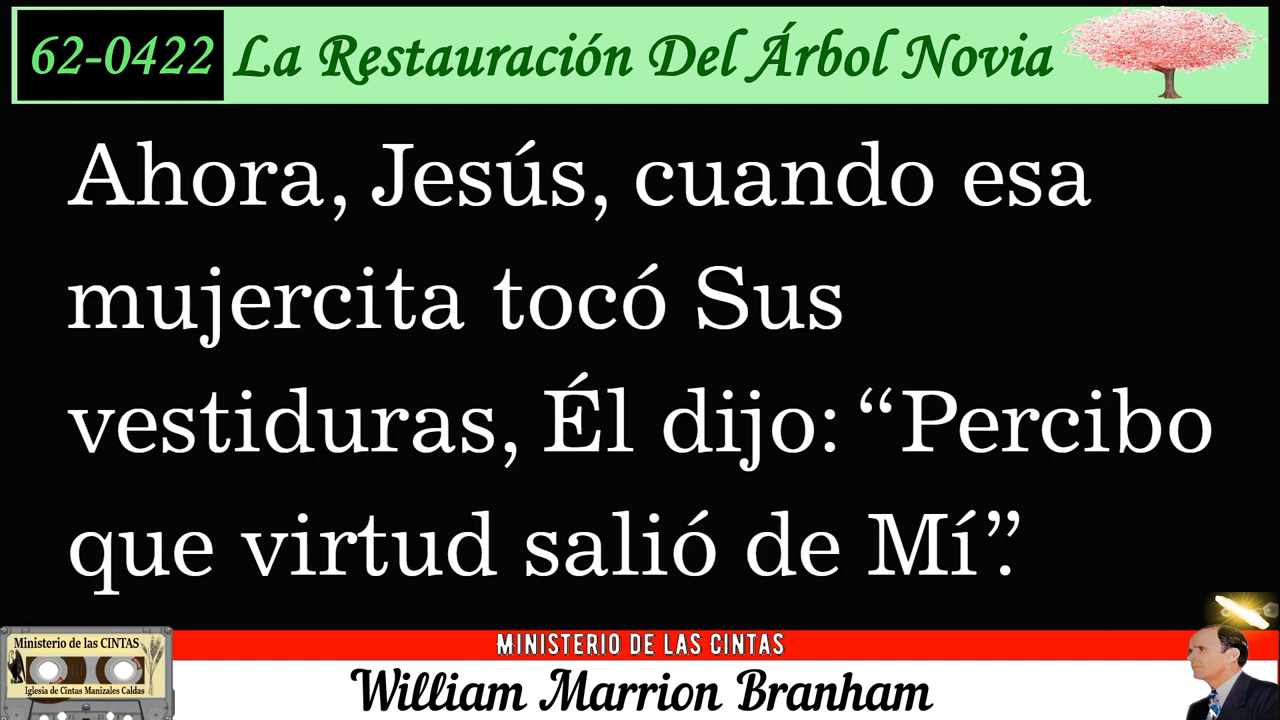 62-0422 La Restauración Del Árbol Novia
Ahora, Jesús, cuando esa
mujercita tocó Sus
vestiduras, Él dijo: “Percibo
que virtud salió de Mí”.
MINISTERIO DE LAS CINTAS
William Marrion Branham
Ministerio de las CINTAS
Iglesia de Cintas Manizales Caldas